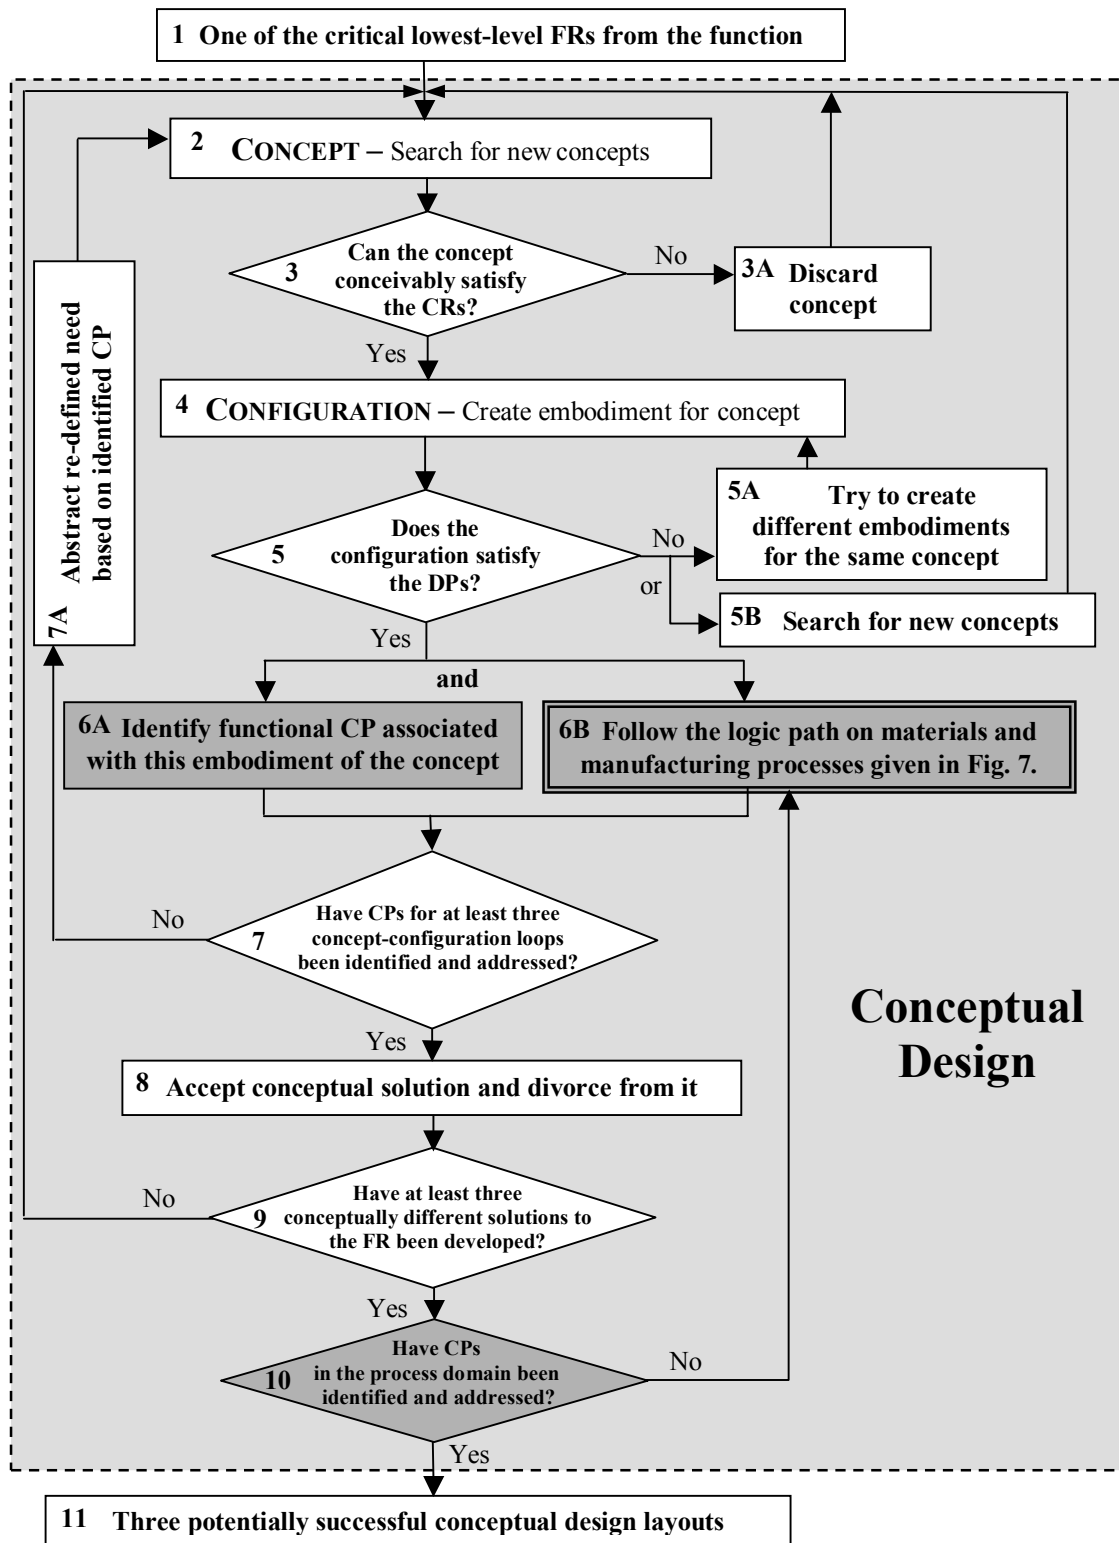 1 One of the critical lowest-level FRs from the function
2 CONCEPT – Search for new concepts
3 Can the concept
conceivably satisfy
the CRs?
No
3A Discard
concept
Yes
4 CONFIGURATION – Create embodiment for concept
5A Try to create
different embodiments
for the same concept
5 Does the
configuration satisfy
the DPs?
No
or
5B Search for new concepts
Yes
7A Abstract re-defined need
based on identified CP
and
6A Identify functional CP associated
with this embodiment of the concept
6B Follow the logic path on materials and
manufacturing processes given in Fig. 7.
No
7 Have CPs for at least three
concept-configuration loops
been identified and addressed?
Yes
Conceptual
Design
8 Accept conceptual solution and divorce from it
No
9 Have at least three
conceptually different solutions to
the FR been developed?
Yes
10 Have CPs
in the process domain been
identified and addressed?
No
Yes
11 Three potentially successful conceptual design layouts